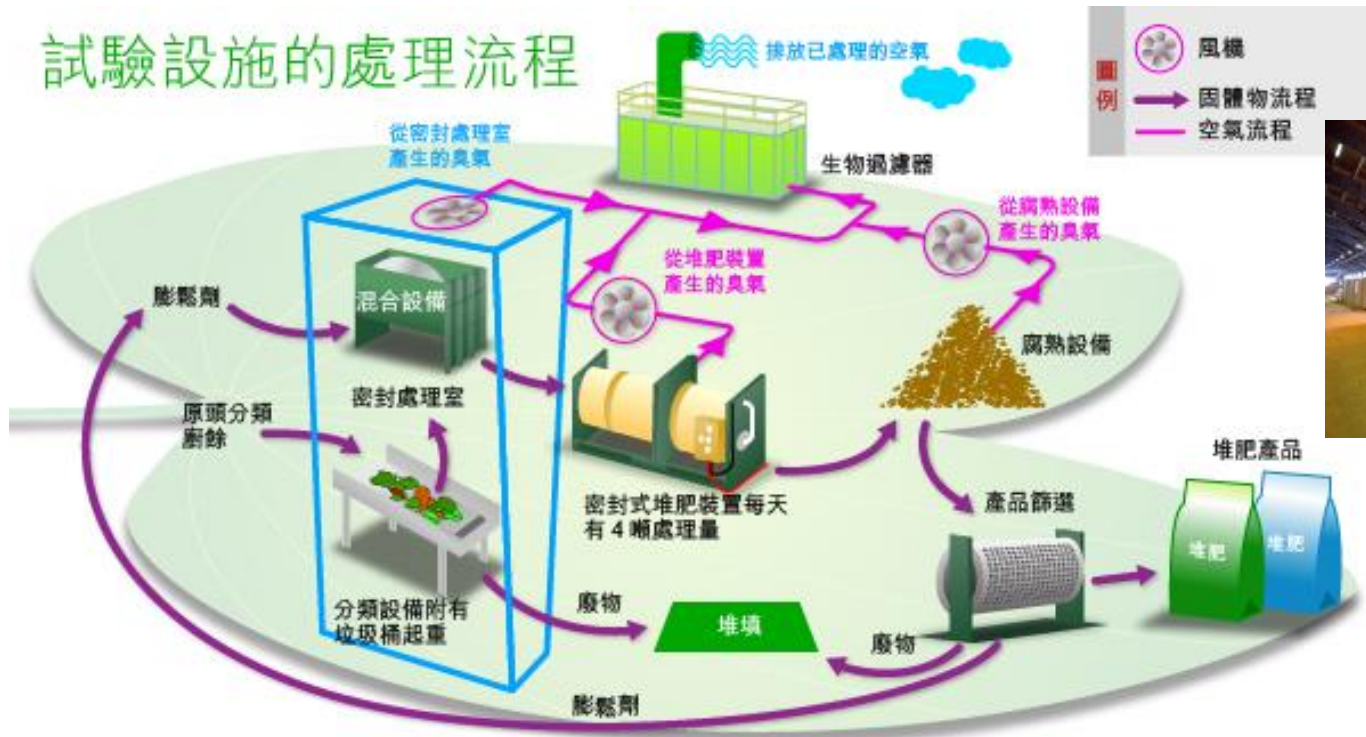 試驗設施的處理流程
排放已處理的空氣
圖例
風機
固體物流程
空氣流程
從密封處理室
產生的臭氣
生物過濾器
從腐熟設備
產生的臭氣
從堆肥裝置
產生的臭氣
膨鬆劑
混合設備
腐熟設備
密封處理室
原頭分類
廚餘
堆肥產品
密封式堆肥裝置每天
有 4 噸處理量
產品篩選
堆肥
堆肥
分類設備附有
垃圾桶起重
廢物
堆填
廢物
膨鬆劑